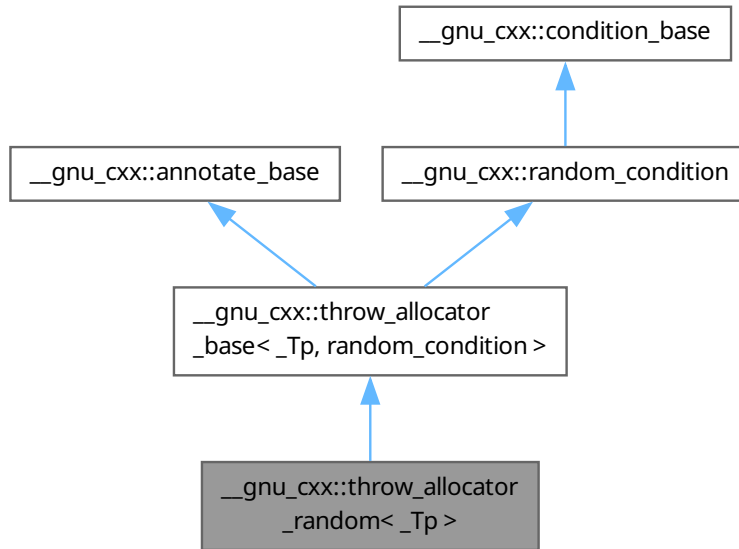 __gnu_cxx::condition_base
__gnu_cxx::annotate_base
__gnu_cxx::random_condition
__gnu_cxx::throw_allocator
_base< _Tp, random_condition >
__gnu_cxx::throw_allocator
_random< _Tp >